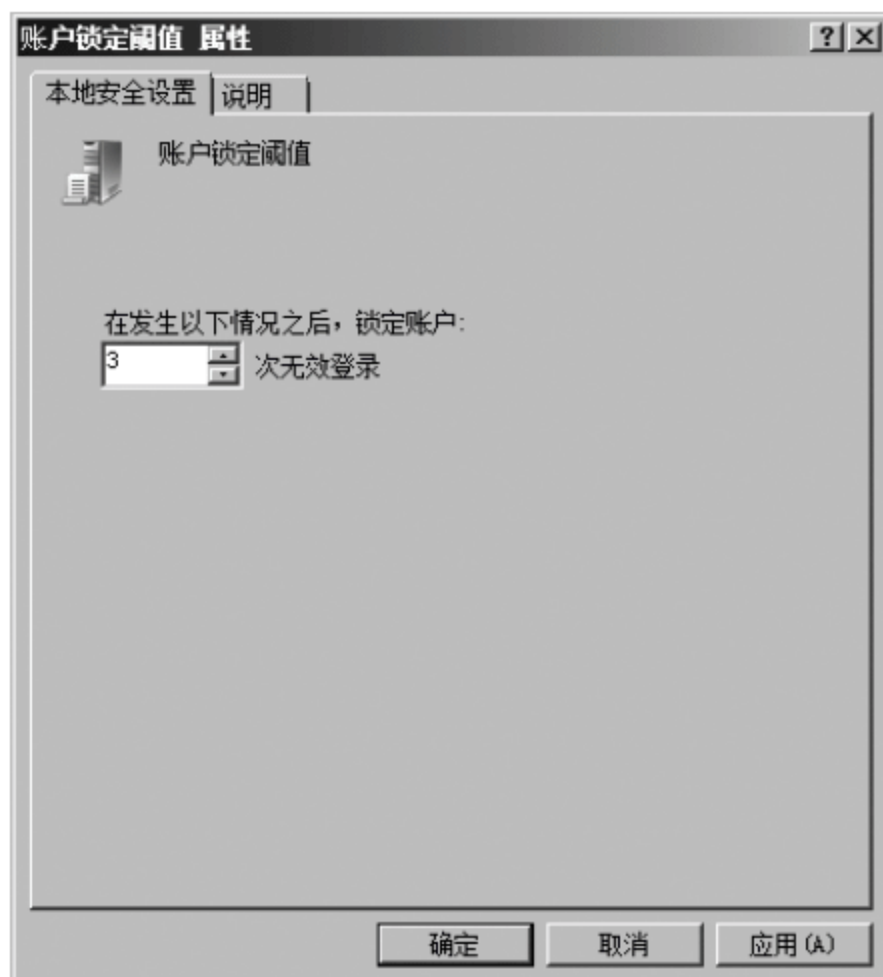 账户锁定阈值 属性
本地安全设置 说明
账户锁定阈值
在发生以下情况之后，锁定账户:
3 次无效登录
确定 取消 应用(A)